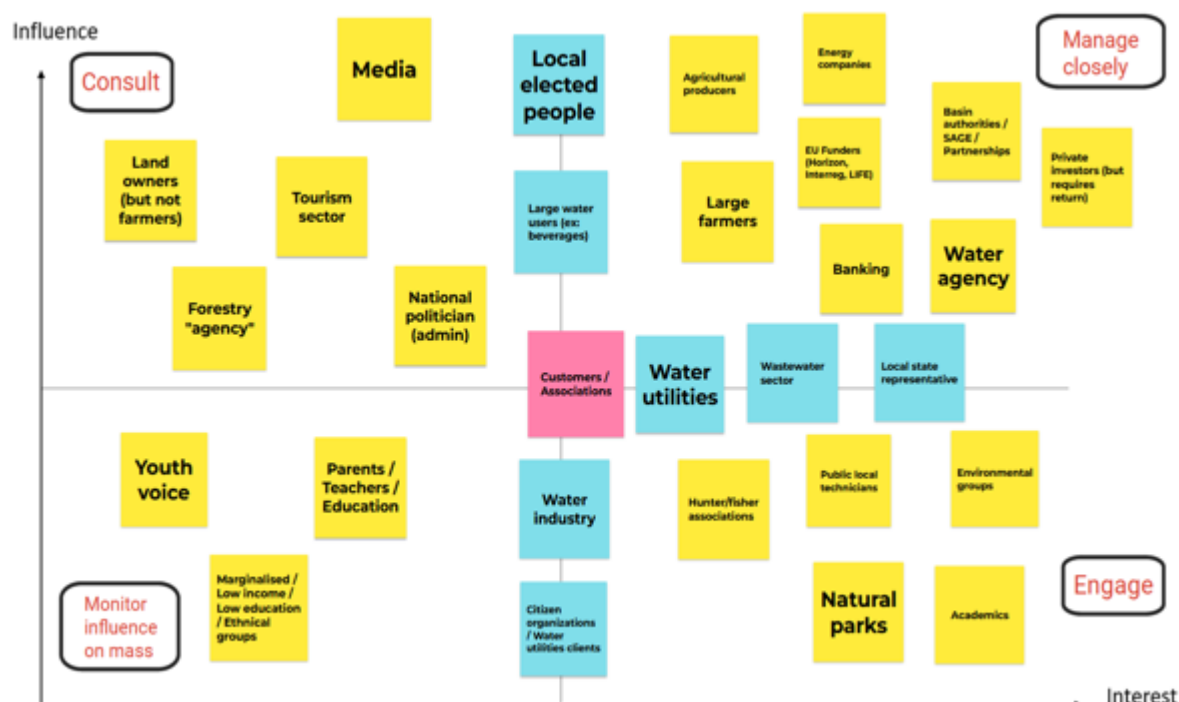 Influence
Consult
Media
Local
elected
people
Agricultural
producers
Energy
companies
Manage
closely
Land
owners
(but not
farmers)
Tourism
sector
Large water
users (ex:
beverages)
Large
farmers
EU Funders
(Horizon,
Interreg, LIFE)
Basin
authorities /
SAGE /
Partnerships
Private
investors (but
requires
return)
Forestry
"agency"
National
politician
(admin)
Banking
Water
agency
Customers /
Associations
Water
utilities
Wastewater
sector
Local state
representative
Youth
voice
Parents /
Teachers /
Education
Water
industry
Hunter/fisher
associations
Public local
technicians
Environmental
groups
Monitor
influence
on mass
Marginalised /
Low income /
Low education
/ Ethnical
groups
Citizen
organizations
/ Water
utilities clients
Natural
parks
Academics
Engage
Interest